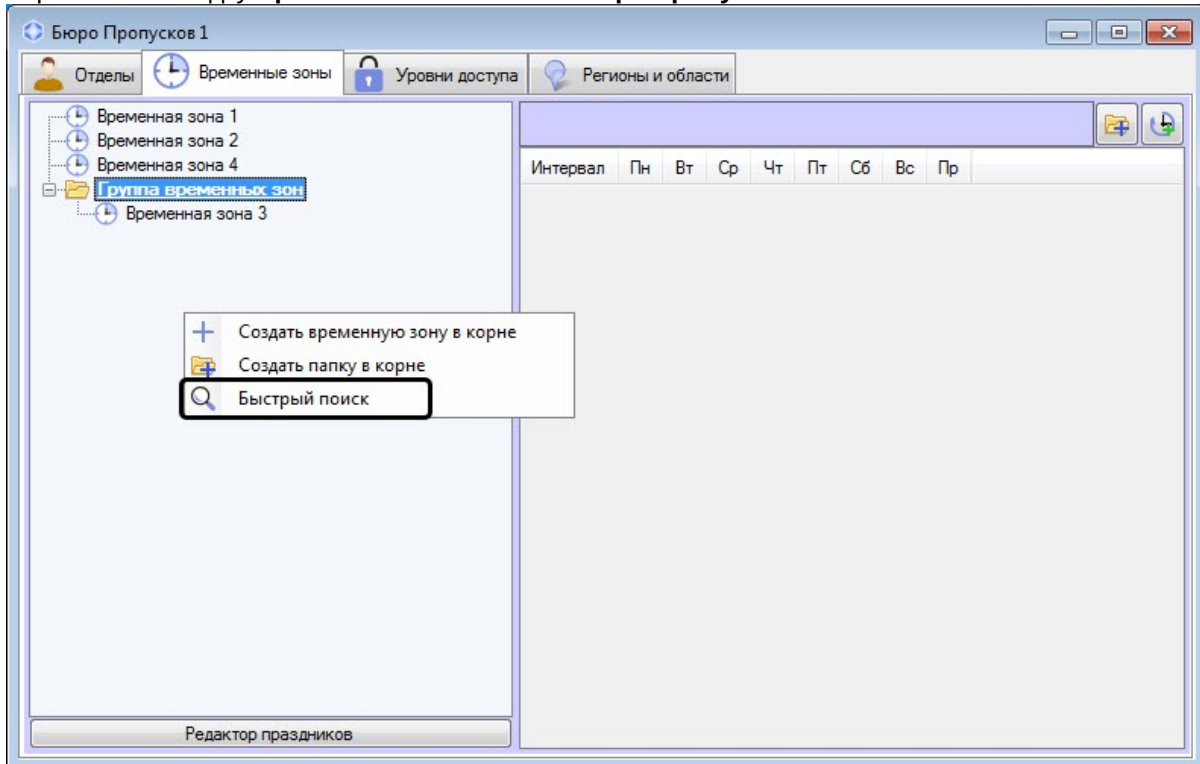 Бюро Пропусков 1
Отделы Временные зоны Уровни доступа Регионы и области
Временная зона 1
Временная зона 2
Временная зона 4
Группа временных зон
Временная зона 3
Интервал Пн Вт Ср Чт Пт Сб Вс Пр
Создать временную зону в корне
Создать папку в корне
Быстрый поиск
Редактор праздников